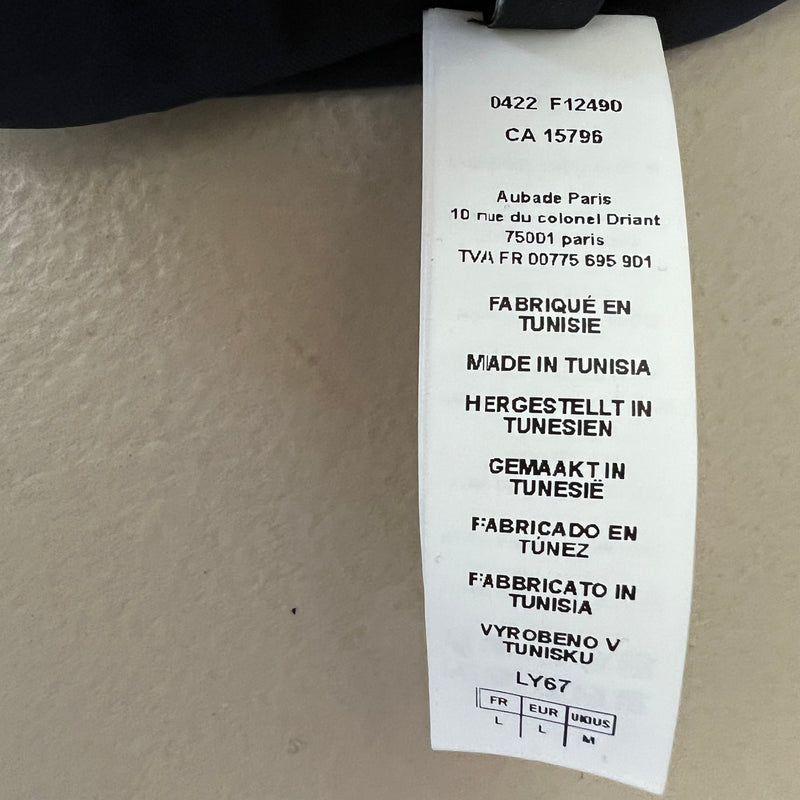 0422 F12490
CA 15796
Aubade Paris
10 rue du colonel Driant
75001 paris
TVA FR 00775 695 901
FABRIQUÉ EN
TUNISIE
MADE IN TUNISIA
HERGESTELLT IN
TUNESIEN
GEMAAKT IN
TUNESIË
FABRICADO EN
TÚNEZ
FABBRICATO IN
TUNISIA
VYROBENO V
TUNISKU
LY67
FR EUR UK/US
L L M